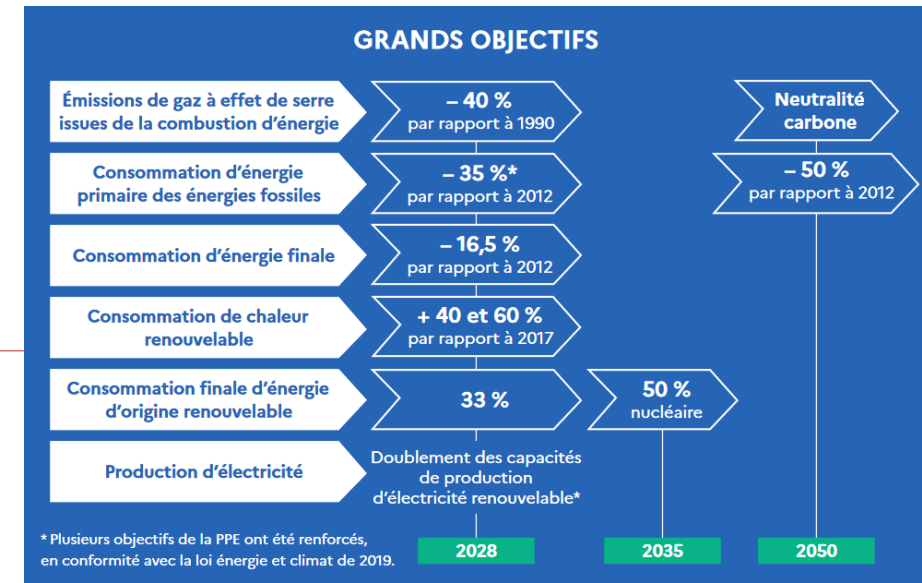 GRANDS OBJECTIFS
Émissions de gaz à effet de serre
issues de la combustion d'énergie
– 40 %
par rapport à 1990
Neutralité
carbone
Consommation d'énergie
primaire des énergies fossiles
– 35 %*
par rapport à 2012
– 50 %
par rapport à 2012
Consommation d'énergie finale
– 16,5 %
par rapport à 2012
Consommation de chaleur
renouvelable
+ 40 et 60 %
par rapport à 2017
Consommation finale d'énergie
d'origine renouvelable
33 %
50 %
nucléaire
Production d'électricité
Doublement des capacités
de production
d'électricité renouvelable*
* Plusieurs objectifs de la PPE ont été renforcés,
en conformité avec la loi énergie et climat de 2019.
2028
2035
2050